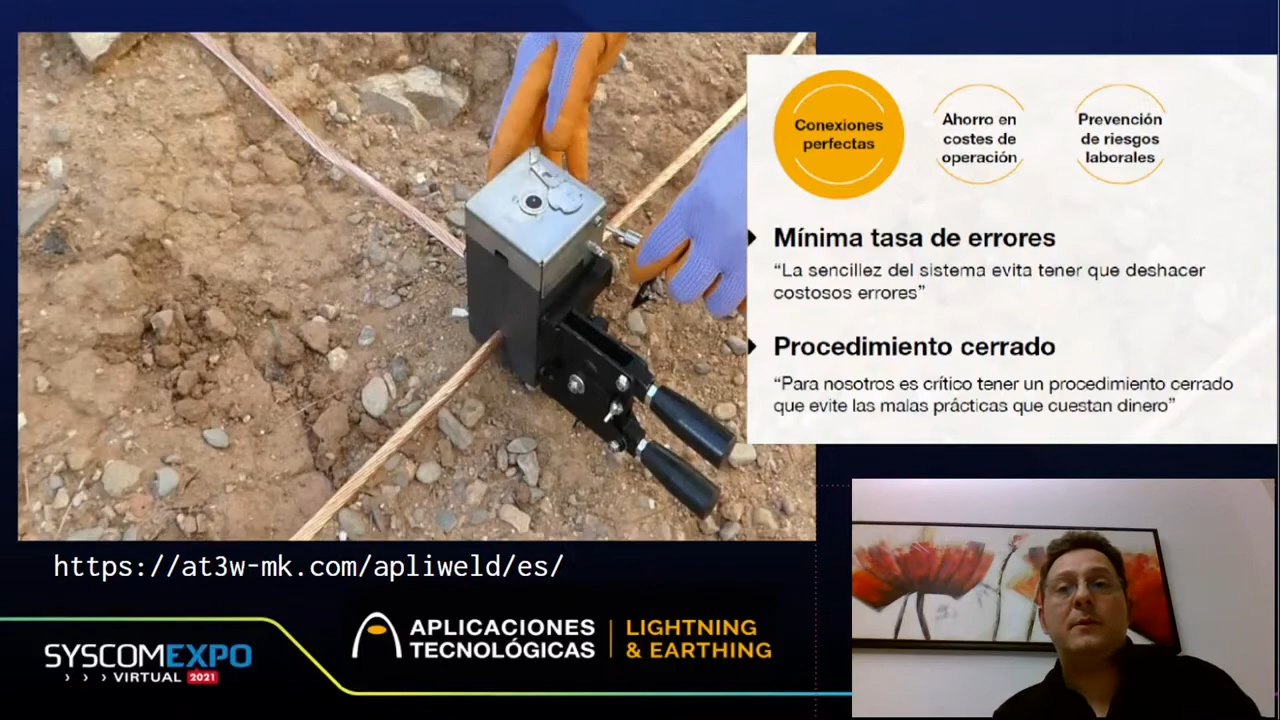 Conexiones
perfectas
Ahorro en
costes de
operación
Prevención
de riesgos
laborales
Mínima tasa de errores
“La sencillez del sistema evita tener que deshacer
costosos errores”
Procedimiento cerrado
“Para nosotros es crítico tener un procedimiento cerrado
que evite las malas prácticas que cuestan dinero”
https://at3w-mk.com/apliweld/es/
SYSCOMEXPO
› › › VIRTUAL 2021
APLICACIONES
TECNOLÓGICAS
LIGHTNING
& EARTHING